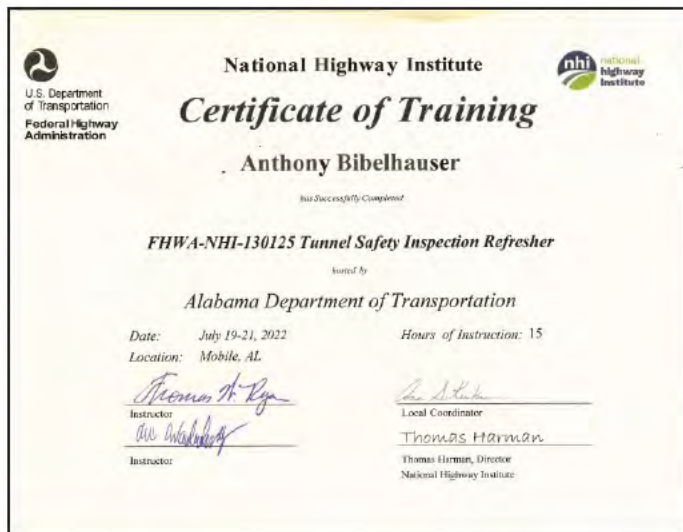 U.S. Department
of Transportation
Federal Highway
Administration
National Highway Institute
nhi national
highway
institute
Certificate of Training
Anthony Bibelhauser
has Successfully Completed
FHWA-NHI-130125 Tunnel Safety Inspection Refresher
hosted by
Alabama Department of Transportation
Date: July 19-21, 2022
Hours of Instruction: 15
Location: Mobile, AL
Thomas W. Ryan
Instructor
Local Coordinator
Thomas Harman
Instructor
Thomas Harman, Director
National Highway Institute